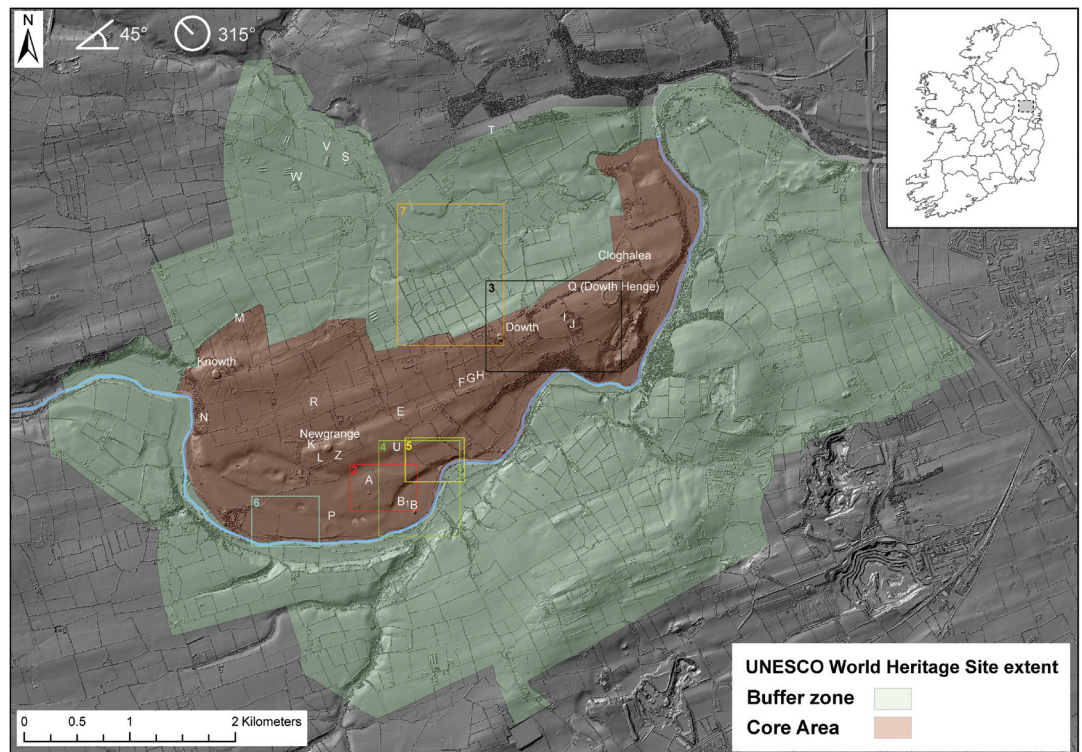 N
45°
315°
T
V
S
W
7
Cloghalea
3
Q (Dowth Henge)
M
I
J
Dowth
Knowth
F G H
R
E
N
Newgrange
K
4
5
U
L
Z
2
A
6
B1 B
P
UNESCO World Heritage Site extent
Buffer zone
Core Area
0 0.5 1 2 Kilometers